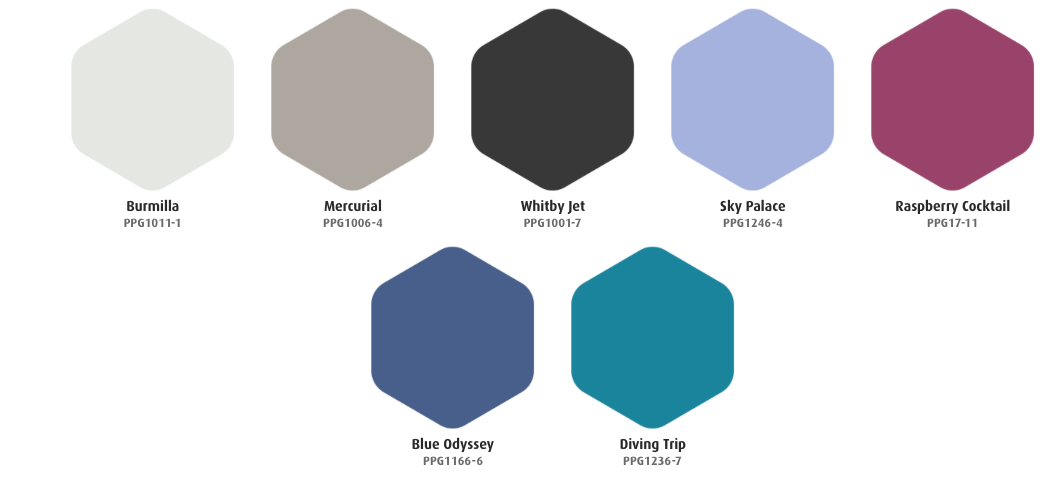 Burmilla
PPG1011-1
Mercurial
PPG1006-4
Whitby Jet
PPG1001-7
Sky Palace
PPG1246-4
Raspberry Cocktail
PPG17-11
Blue Odyssey
PPG1166-6
Diving Trip
PPG1236-7